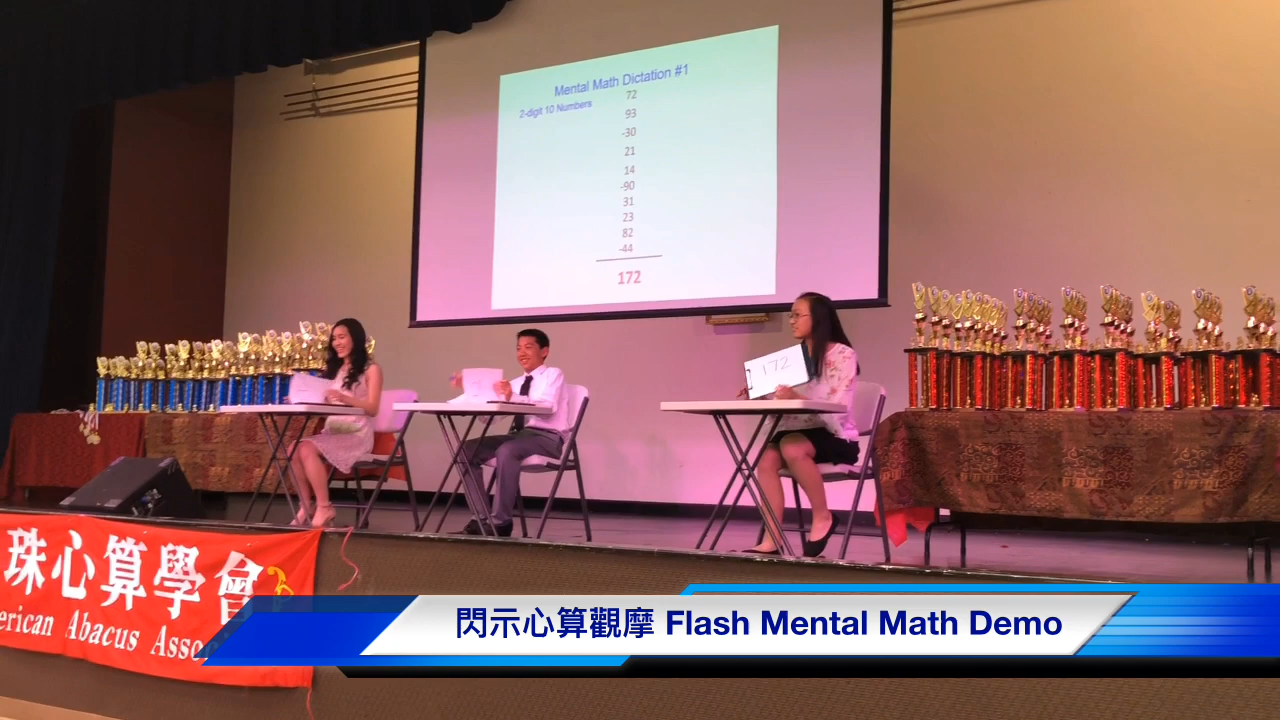 Mental Math Dictation #1
2-digit 10 Numbers
72
93
-30
21
14
-90
31
23
82
-44
172
172
珠心算學會
erican Abacus Asso
閃示心算觀摩 Flash Mental Math Demo